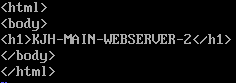 <html>
<body>
<h1>KJH-MAIN-WEBSERVER-2</h1>
</body>
</html>